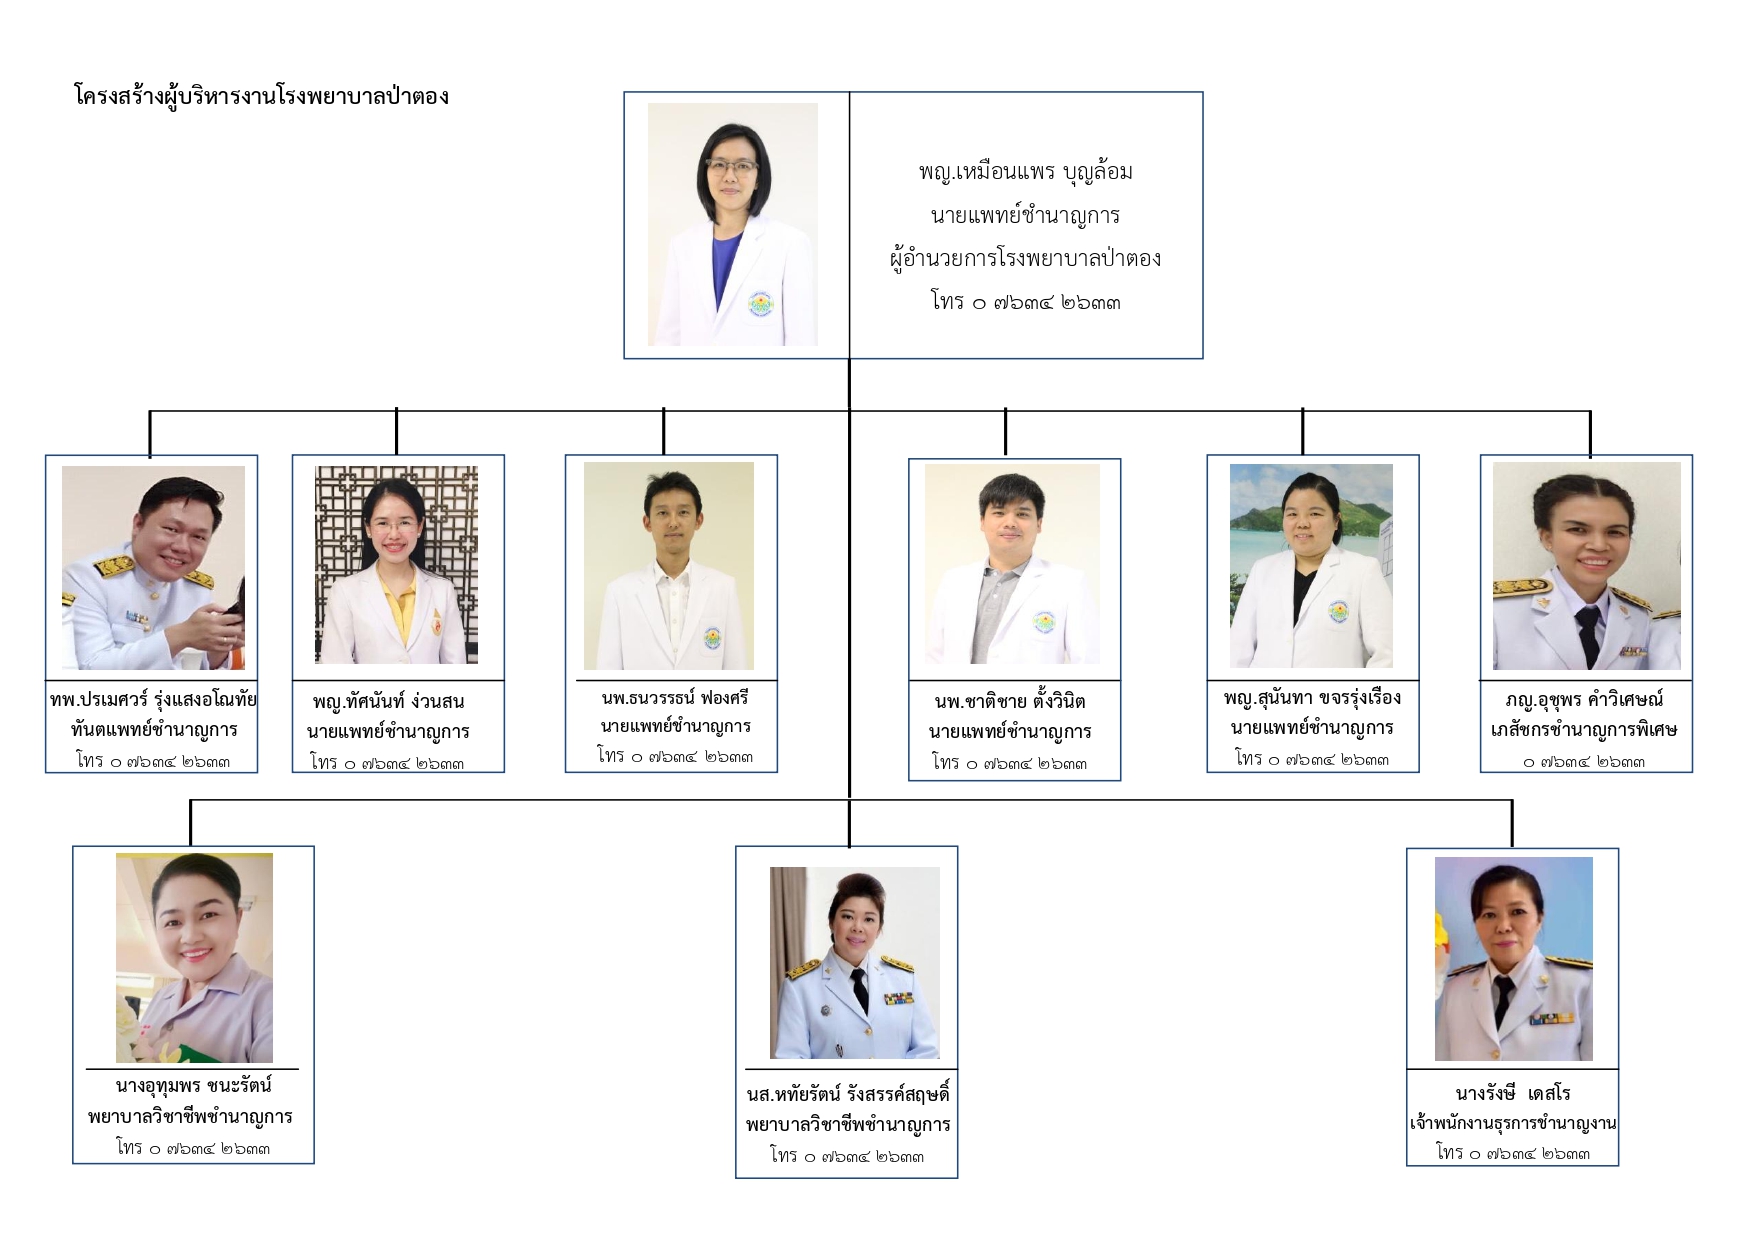 โครงสร้างผู้บริหารงานโรงพยาบาลป่าตอง
พญ.เหมือนแพร บุญล้อม
นายแพทย์ชำนาญการ
ผู้อำนวยการโรงพยาบาลป่าตอง
โทร ๐ ๗๖๓๔ ๒๖๓๓
ทพ.ปรเมศวร์ รุ่งแสงอโณทัย
ทันตแพทย์ชำนาญการ
โทร ๐ ๗๖๓๔ ๒๖๓๓
พญ.ทัศนันท์ ง่วนสน
นายแพทย์ชำนาญการ
โทร ๐ ๗๖๓๔ ๒๖๓๓
นพ.ธนวรรธน์ ฟองศรี
นายแพทย์ชำนาญการ
โทร ๐ ๗๖๓๔ ๒๖๓๓
นพ.ชาติชาย ตั้งวินิต
นายแพทย์ชำนาญการ
โทร ๐ ๗๖๓๔ ๒๖๓๓
พญ.สุนันทา ขจรรุ่งเรือง
นายแพทย์ชำนาญการ
โทร ๐ ๗๖๓๔ ๒๖๓๓
ภญ.อุชุพร คำวิเศษณ์
เภสัชกรชำนาญการพิเศษ
๐ ๗๖๓๔ ๒๖๓๓
นางอุทุมพร ชนะรัตน์
พยาบาลวิชาชีพชำนาญการ
โทร ๐ ๗๖๓๔ ๒๖๓๓
นส.หทัยรัตน์ รังสรรค์สฤษดิ์
พยาบาลวิชาชีพชำนาญการ
โทร ๐ ๗๖๓๔ ๒๖๓๓
นางรังษี เดสโร
เจ้าพนักงานธุรการชำนาญงาน
โทร ๐ ๗๖๓๔ ๒๖๓๓